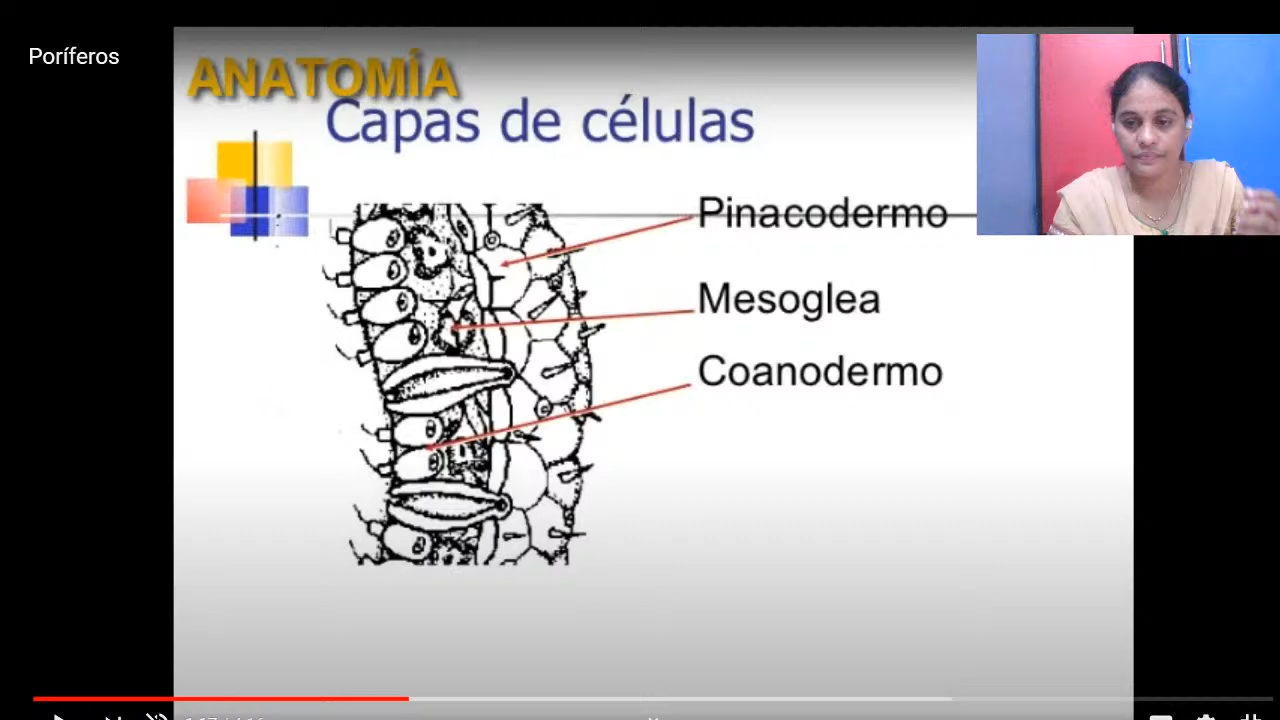 Poríferos
ANATOMÍA
Capas de células
Pinacodermo
Mesoglea
Coanodermo